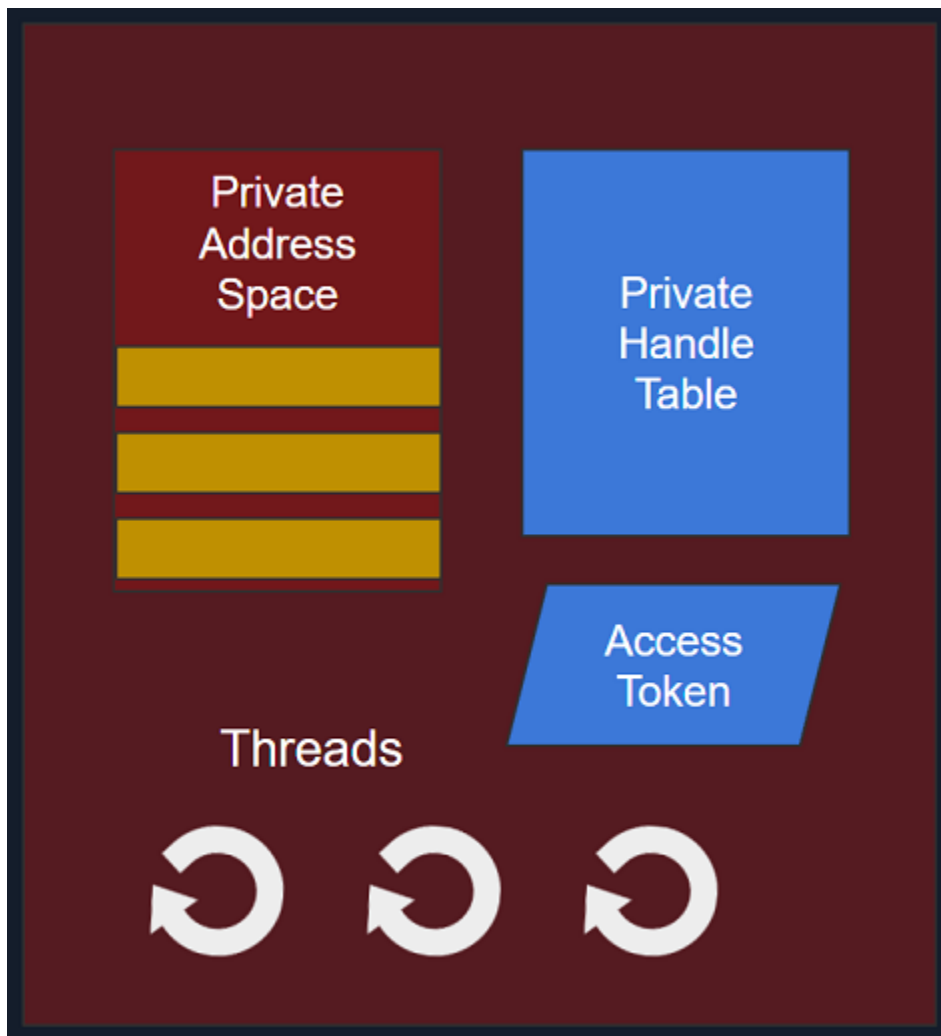 Private
Address
Space
Private
Handle
Table
Access
Token
Threads